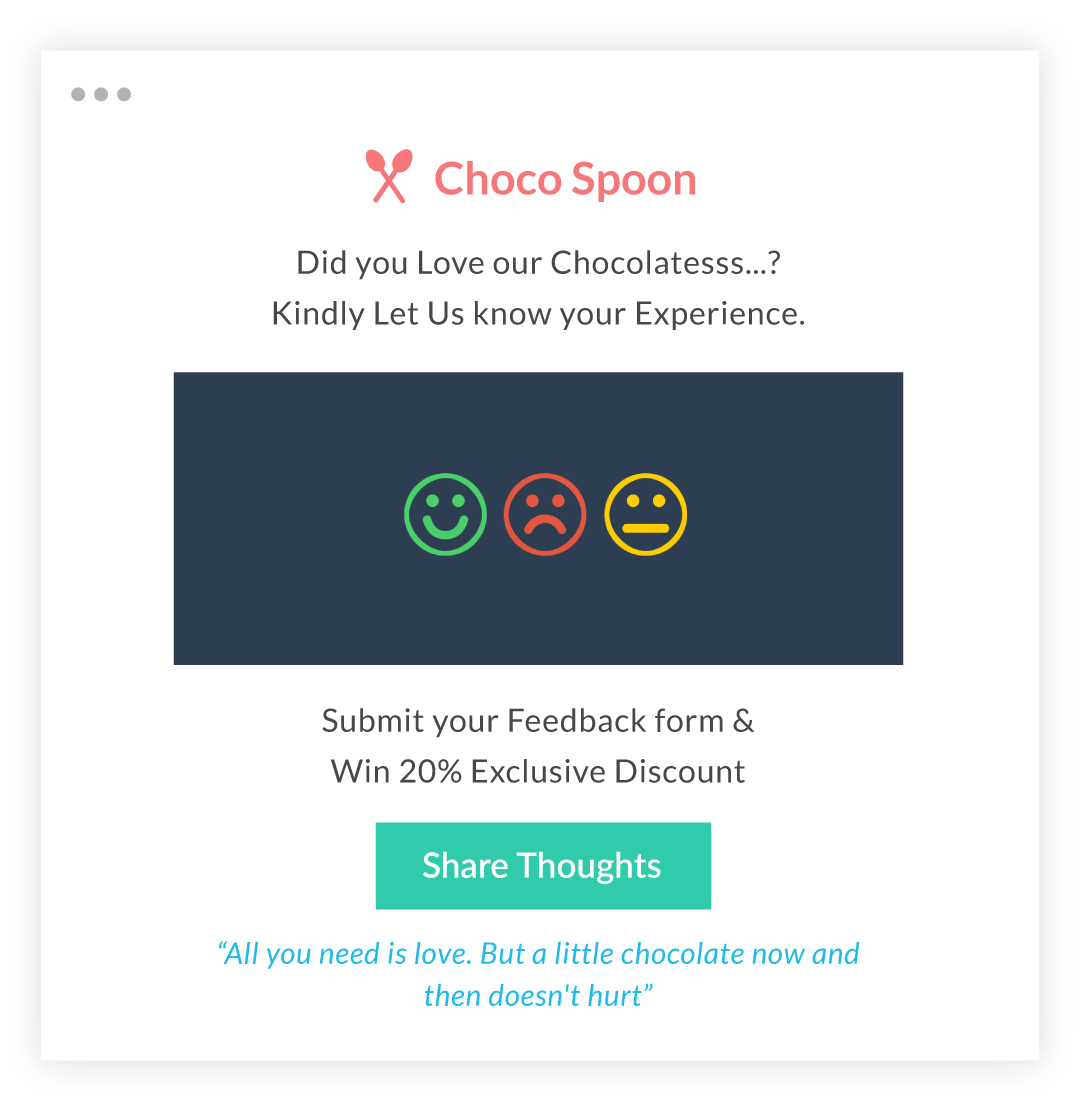 Choco Spoon
Did you Love our Chocolatesss...?
Kindly Let Us know your Experience.
Submit your Feedback form &
Win 20% Exclusive Discount
Share Thoughts
“All you need is love. But a little chocolate now and
then doesn't hurt”